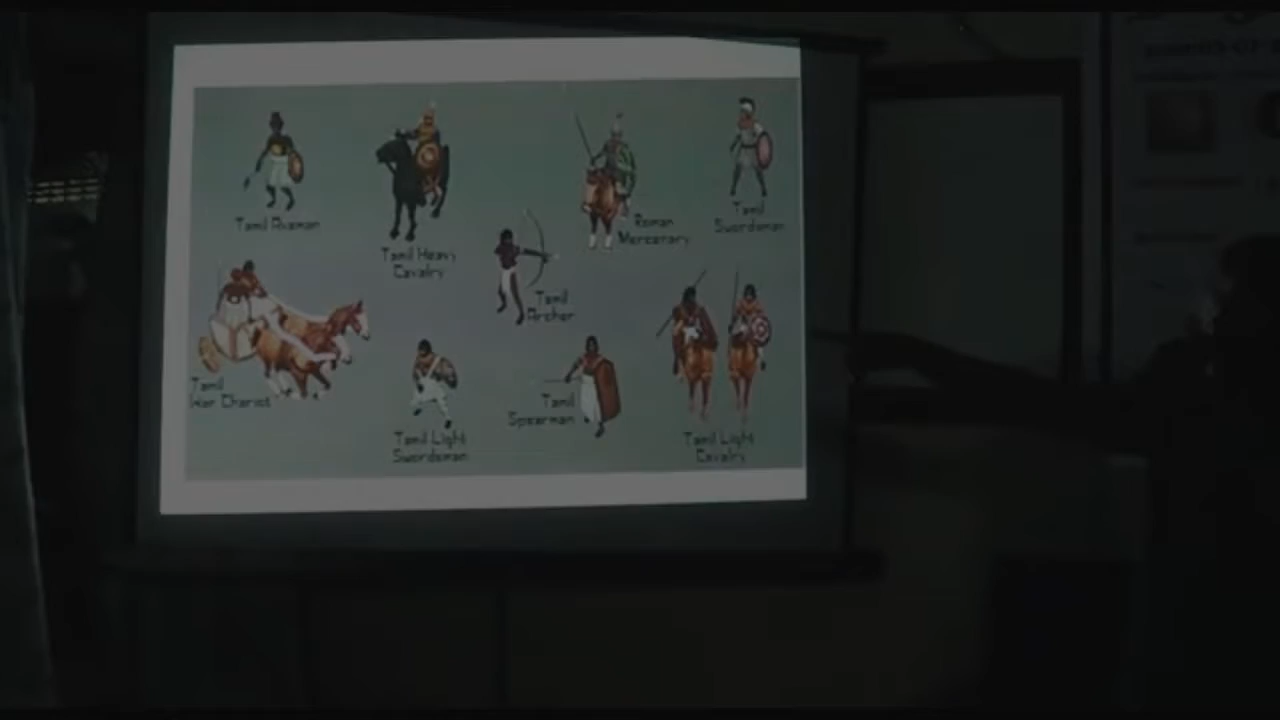 Tamil Axeman
Tamil Heavy
Cavalry
Roman
Mercenary
Tamil
Swordsman
Tamil
Archer
Tamil
War Chariot
Tamil Light
Swordsman
Tamil
Spearman
Tamil Light
Cavalry